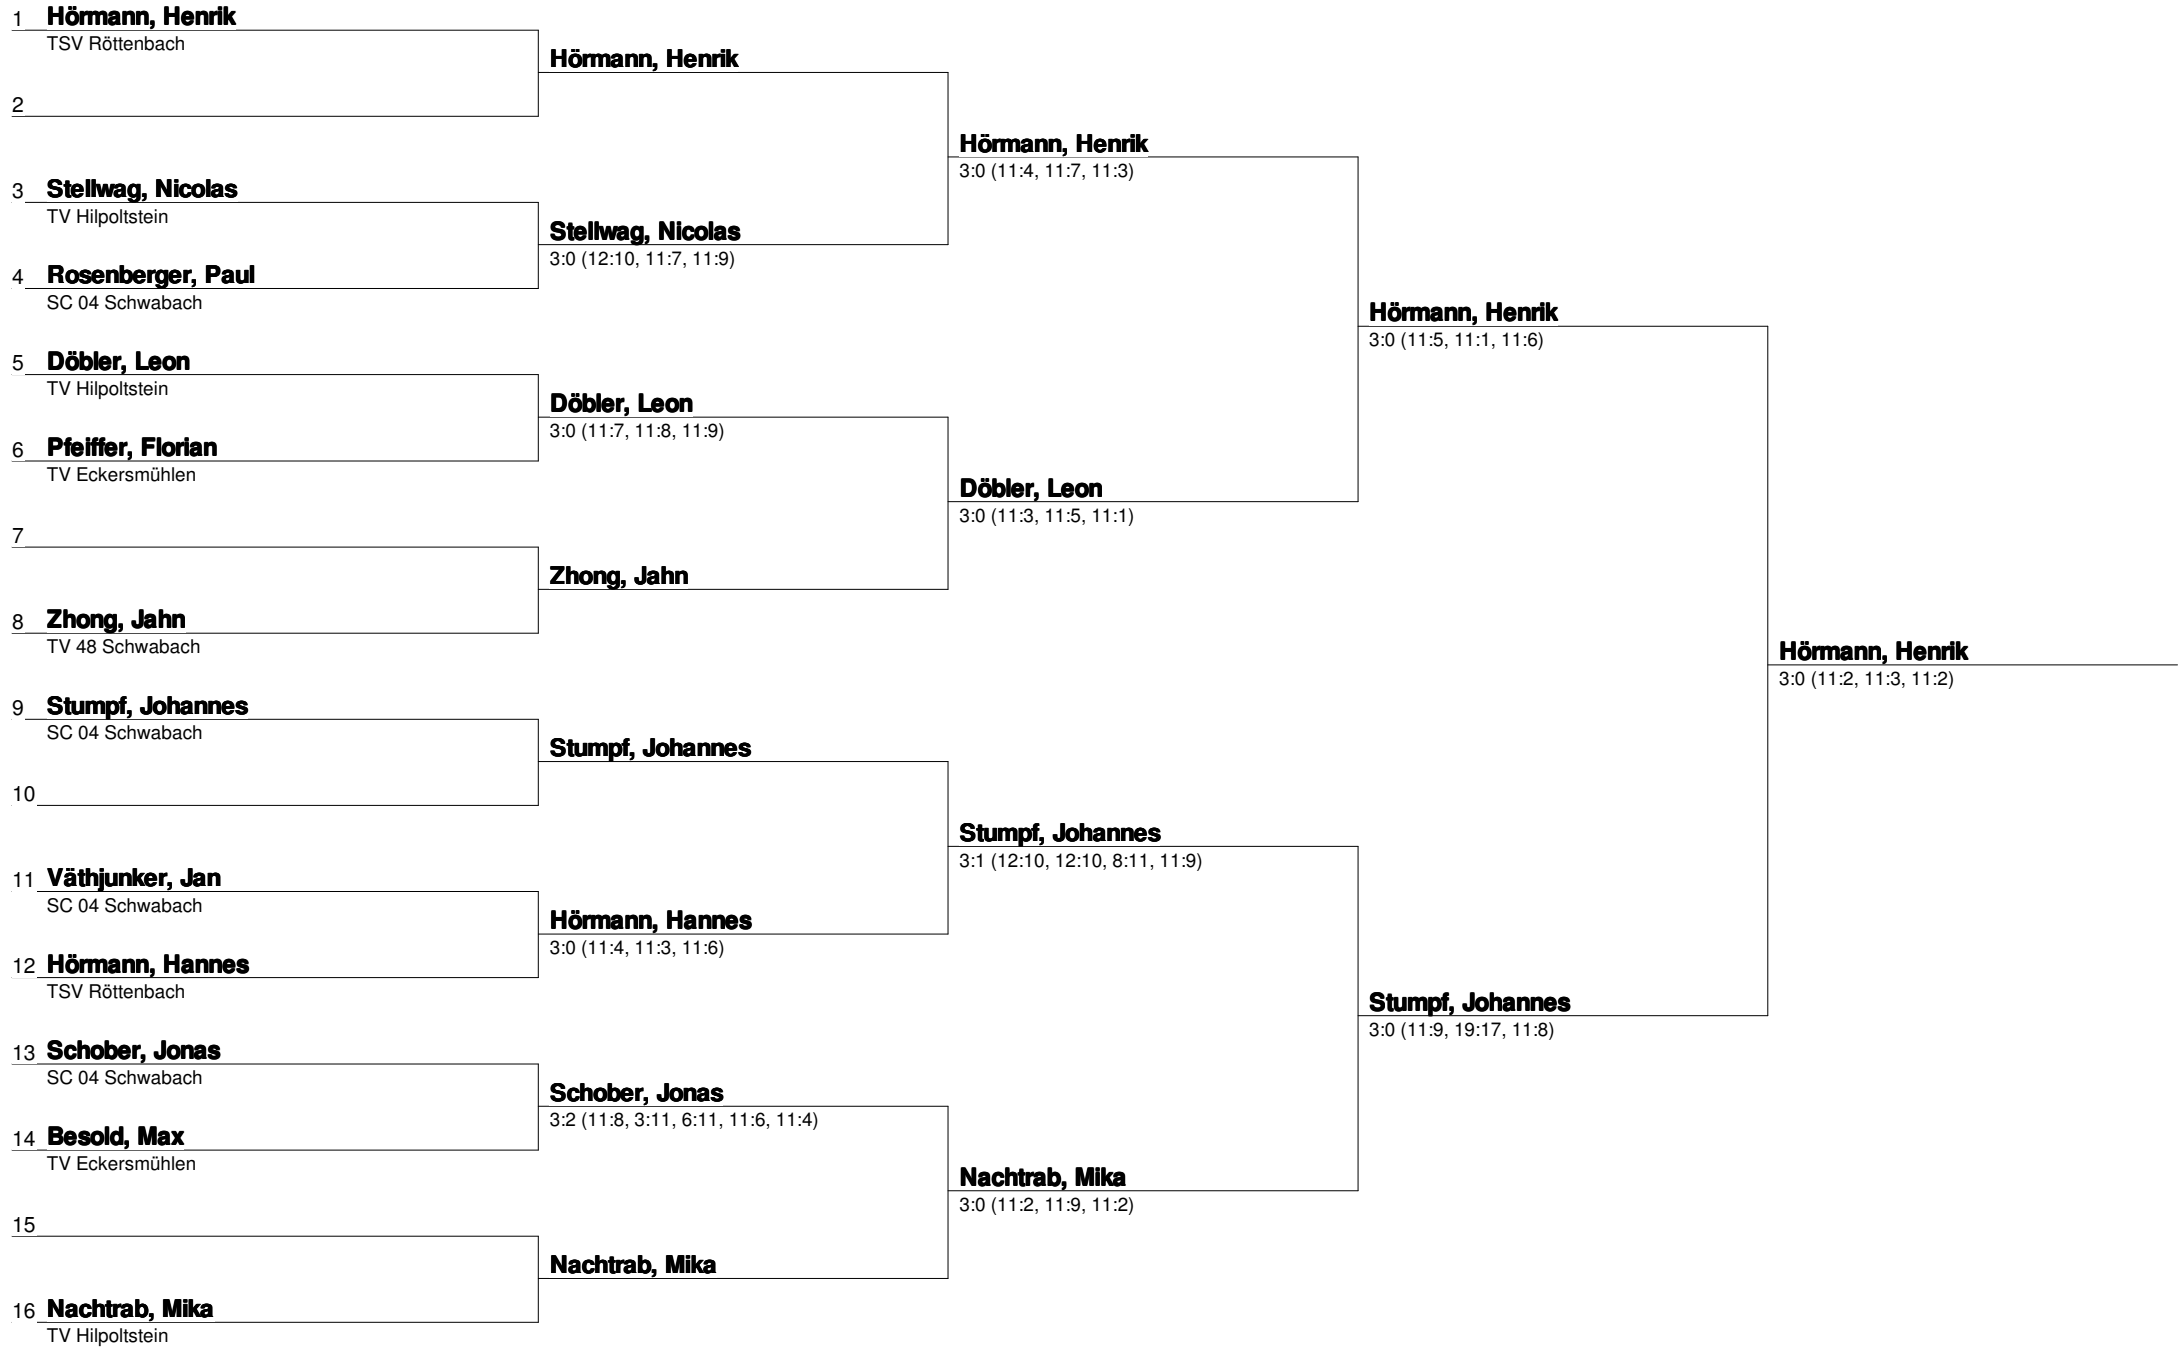 1 Hörmann, Henrik
TSV Röttenbach
Hörmann, Henrik
2
Hörmann, Henrik
3:0 (11:4, 11:7, 11:3)
3 Stellwag, Nicolas
TV Hilpoltstein
Stellwag, Nicolas
3:0 (12:10, 11:7, 11:9)
4 Rosenberger, Paul
SC 04 Schwabach
Hörmann, Henrik
3:0 (11:5, 11:1, 11:6)
5 Döbler, Leon
TV Hilpoltstein
Döbler, Leon
3:0 (11:7, 11:8, 11:9)
6 Pfeiffer, Florian
TV Eckersmühlen
Döbler, Leon
3:0 (11:3, 11:5, 11:1)
7
Zhong, Jahn
8 Zhong, Jahn
TV 48 Schwabach
Hörmann, Henrik
3:0 (11:2, 11:3, 11:2)
9 Stumpf, Johannes
SC 04 Schwabach
Stumpf, Johannes
10
Stumpf, Johannes
3:1 (12:10, 12:10, 8:11, 11:9)
11 Väthjunker, Jan
SC 04 Schwabach
Hörmann, Hannes
3:0 (11:4, 11:3, 11:6)
12 Hörmann, Hannes
TSV Röttenbach
Stumpf, Johannes
3:0 (11:9, 19:17, 11:8)
13 Schober, Jonas
SC 04 Schwabach
Schober, Jonas
3:2 (11:8, 3:11, 6:11, 11:6, 11:4)
14 Besold, Max
TV Eckersmühlen
Nachtrab, Mika
3:0 (11:2, 11:9, 11:2)
15
Nachtrab, Mika
16 Nachtrab, Mika
TV Hilpoltstein